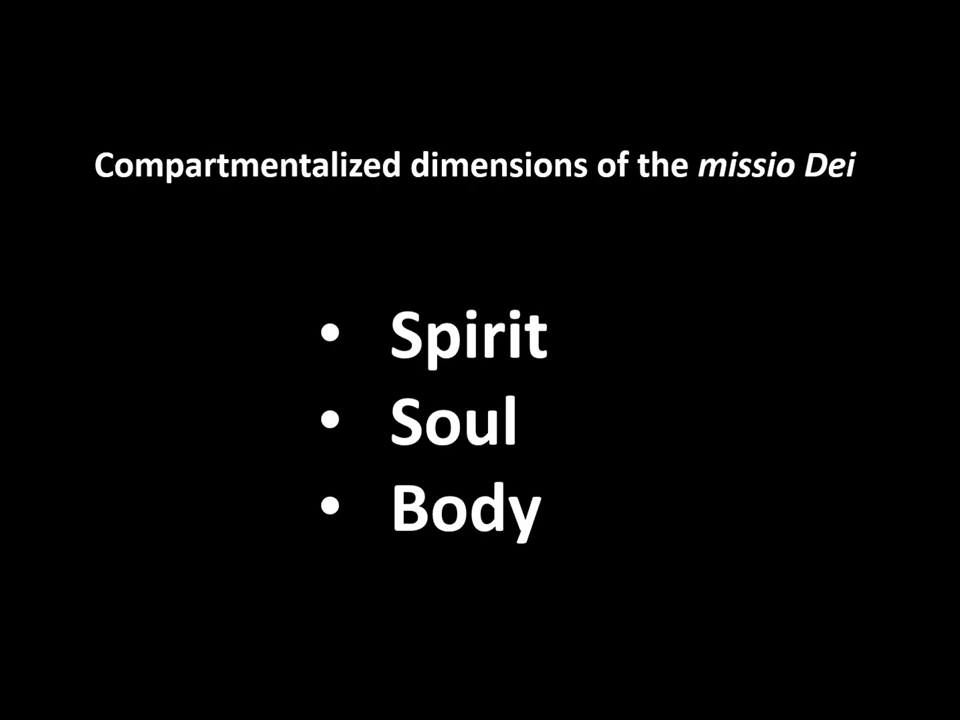 Compartmentalized dimensions of the missio Dei
• Spirit
• Soul
• Body